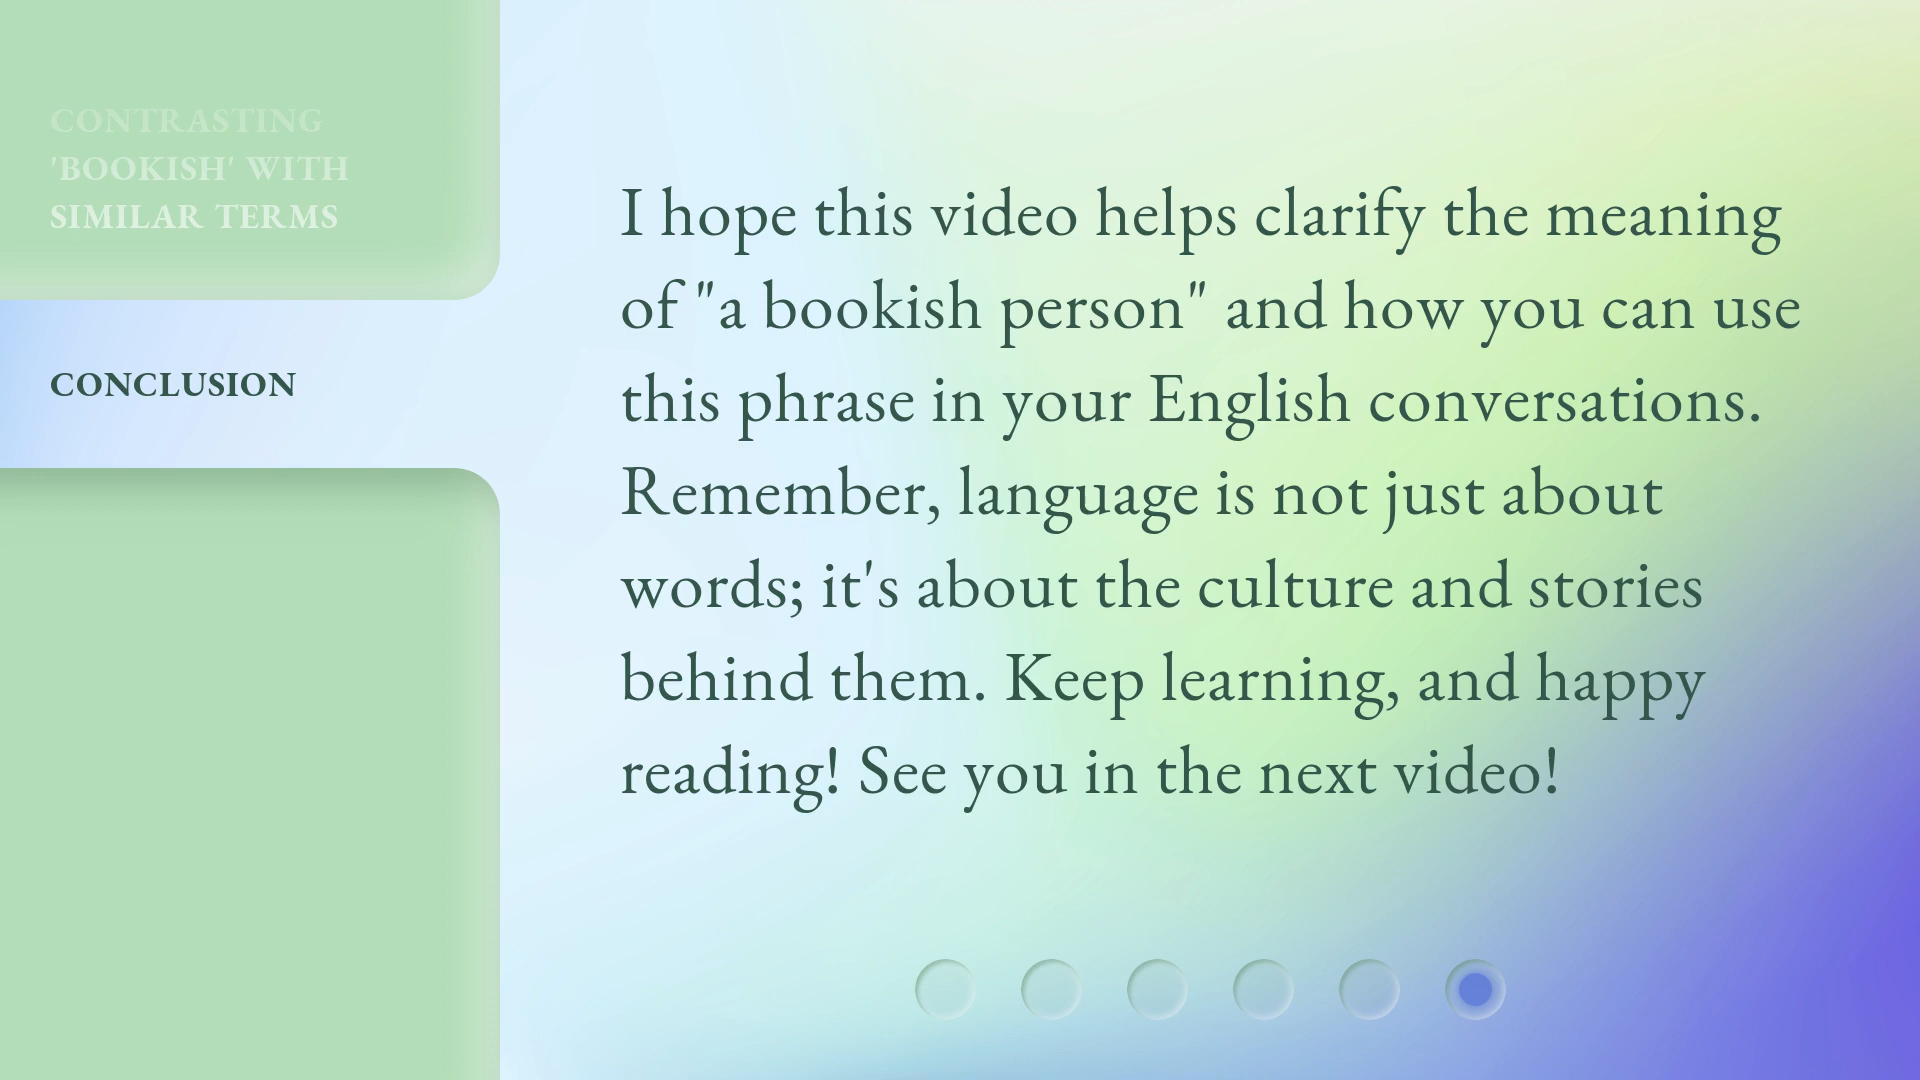 CONTRASTING
'BOOKISH' WITH
SIMILAR TERMS
CONCLUSION
I hope this video helps clarify the meaning
of "a bookish person" and how you can use
this phrase in your English conversations.
Remember, language is not just about
words; it's about the culture and stories
behind them. Keep learning, and happy
reading! See you in the next video!